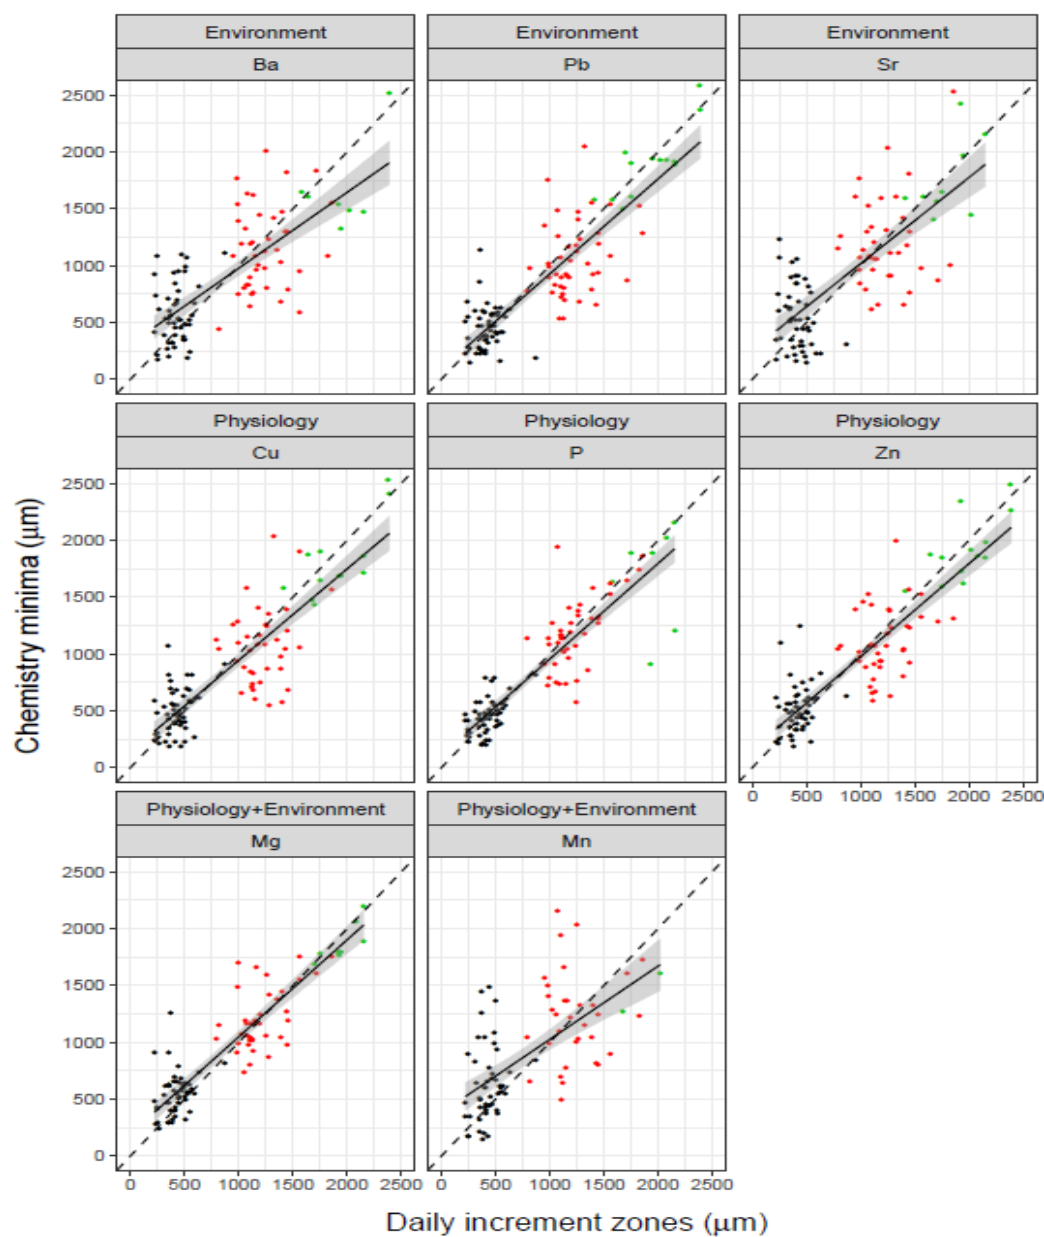 Environment Environment Environment
Ba Pb Sr
2500
2000
1500
1000
500
0
Physiology Physiology Physiology
Cu P Zn
2500
2000
1500
1000
500
0
0 500 1000 1500 2000 2500
Physiology+Environment Physiology+Environment
Mg Mn
2500
2000
1500
1000
500
0
0 500 1000 1500 2000 2500 0 500 1000 1500 2000 2500
Chemistry minima (μm)
Daily increment zones (μm)